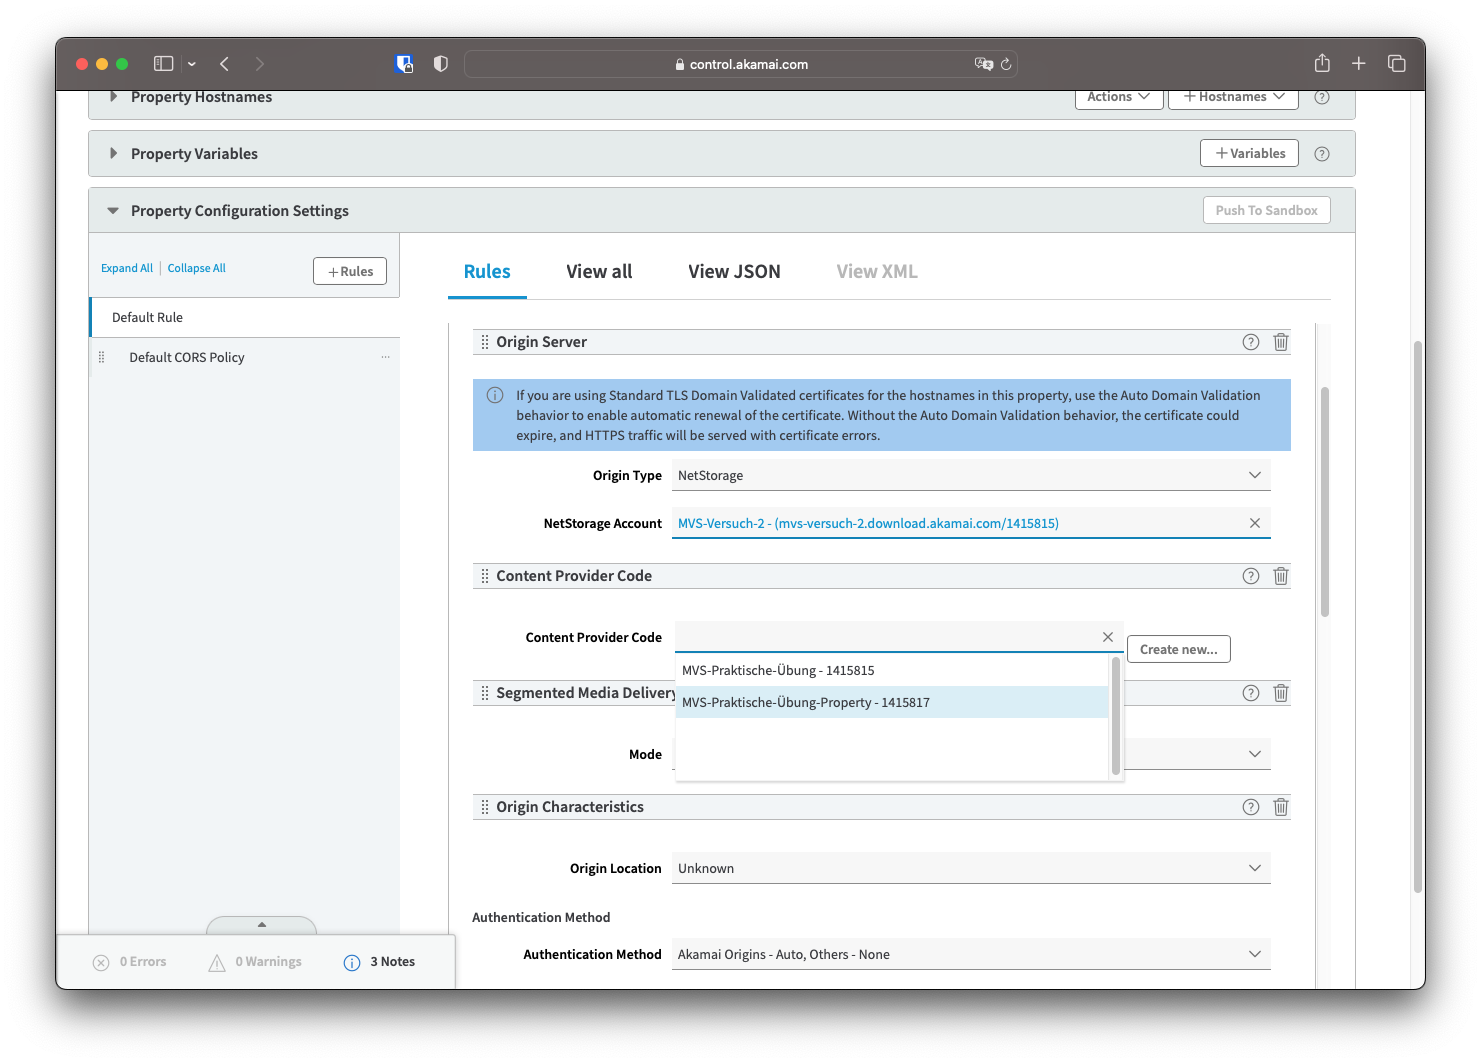 control.akamai.com
Property Hostnames
Actions
+ Hostnames
?
Property Variables
+ Variables
?
Property Configuration Settings
Push To Sandbox
Expand All | Collapse All
+ Rules
Default Rule
Default CORS Policy
...
Rules
View all
View JSON
View XML
Origin Server
?
If you are using Standard TLS Domain Validated certificates for the hostnames in this property, use the Auto Domain Validation
behavior to enable automatic renewal of the certificate. Without the Auto Domain Validation behavior, the certificate could
expire, and HTTPS traffic will be served with certificate errors.
Origin Type
NetStorage
NetStorage Account
MVS-Versuch-2 - (mvs-versuch-2.download.akamai.com/1415815)
Content Provider Code
?
Content Provider Code
Create new...
MVS-Praktische-Übung - 1415815
MVS-Praktische-Übung-Property - 1415817
Segmented Media Delivery
?
Mode
Origin Characteristics
?
Origin Location
Unknown
Authentication Method
Authentication Method
Akamai Origins - Auto, Others - None
0 Errors
0 Warnings
3 Notes